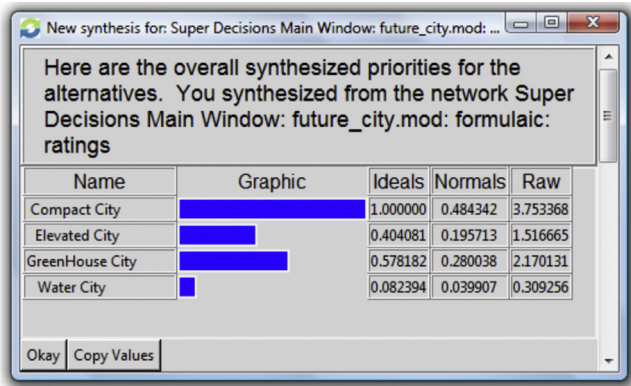 New synthesis for: Super Decisions Main Window: future_city.mod: ...
Here are the overall synthesized priorities for the
alternatives.  You synthesized from the network Super
Decisions Main Window: future_city.mod: formulaic:
ratings
Name Graphic Ideals Normals Raw
Compact City 1.000000 0.484342 3.753368
Elevated City 0.404081 0.195713 1.516665
GreenHouse City 0.578182 0.280038 2.170131
Water City 0.082394 0.039907 0.309256
Okay Copy Values